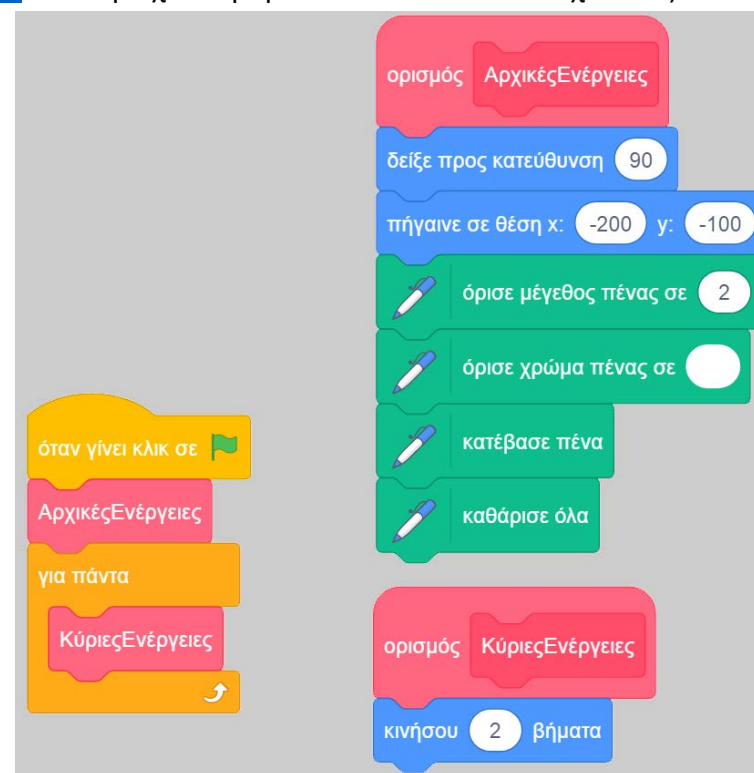 ορισμός ΑρχικέςΕνέργειες
δείξε προς κατεύθυνση 90
πήγαινε σε θέση x: -200 y: -100
όρισε μέγεθος πένας σε 2
όρισε χρώμα πένας σε
κατέβασε πένα
καθάρισε όλα
όταν γίνει κλικ σε
ΑρχικέςΕνέργειες
για πάντα
ΚύριεςΕνέργειες
ορισμός ΚύριεςΕνέργειες
κινήσου 2 βήματα